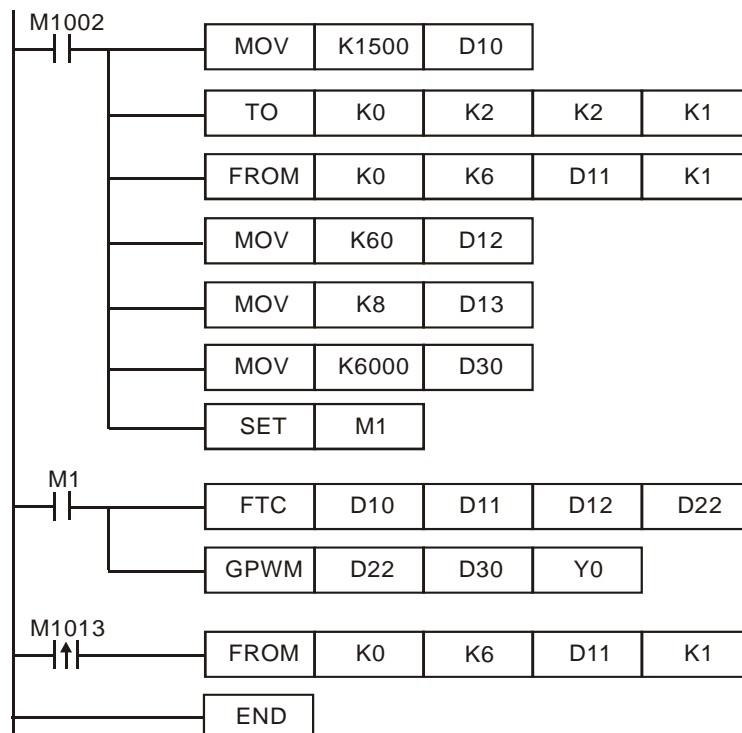 M1002
MOV K1500 D10
TO K0 K2 K2 K1
FROM K0 K6 D11 K1
MOV K60 D12
MOV K8 D13
MOV K6000 D30
SET M1
M1
FTC D10 D11 D12 D22
GPWM D22 D30 Y0
M1013
FROM K0 K6 D11 K1
END